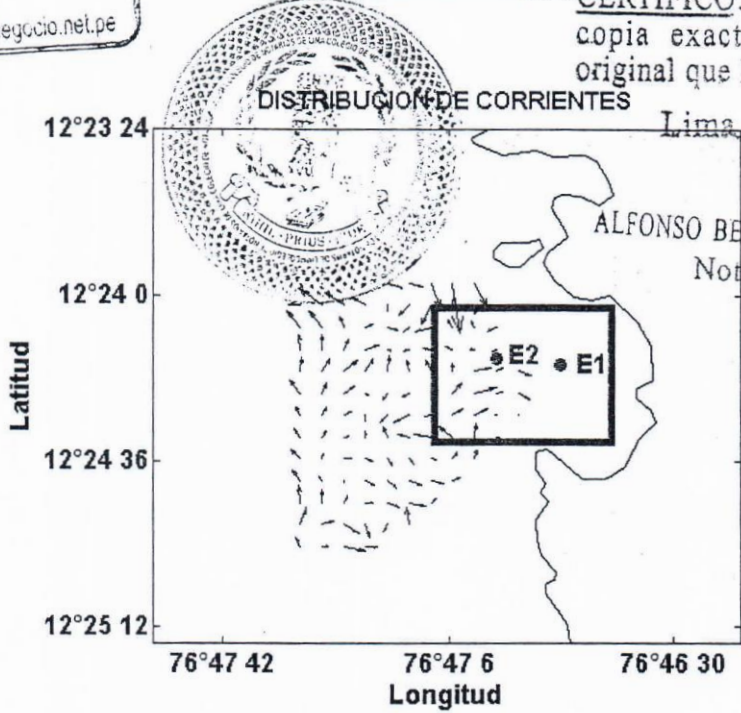 egocio.net.pe
CERTIFICO:
copia exact
original que
Lima,
DISTRIBUCION DE CORRIENTES
ALFONSO BE
Not
12°23 24
12°24 0
12°24 36
12°25 12
Latitud
E2
E1
76°47 42
76°47 6
76°46 30
Longitud